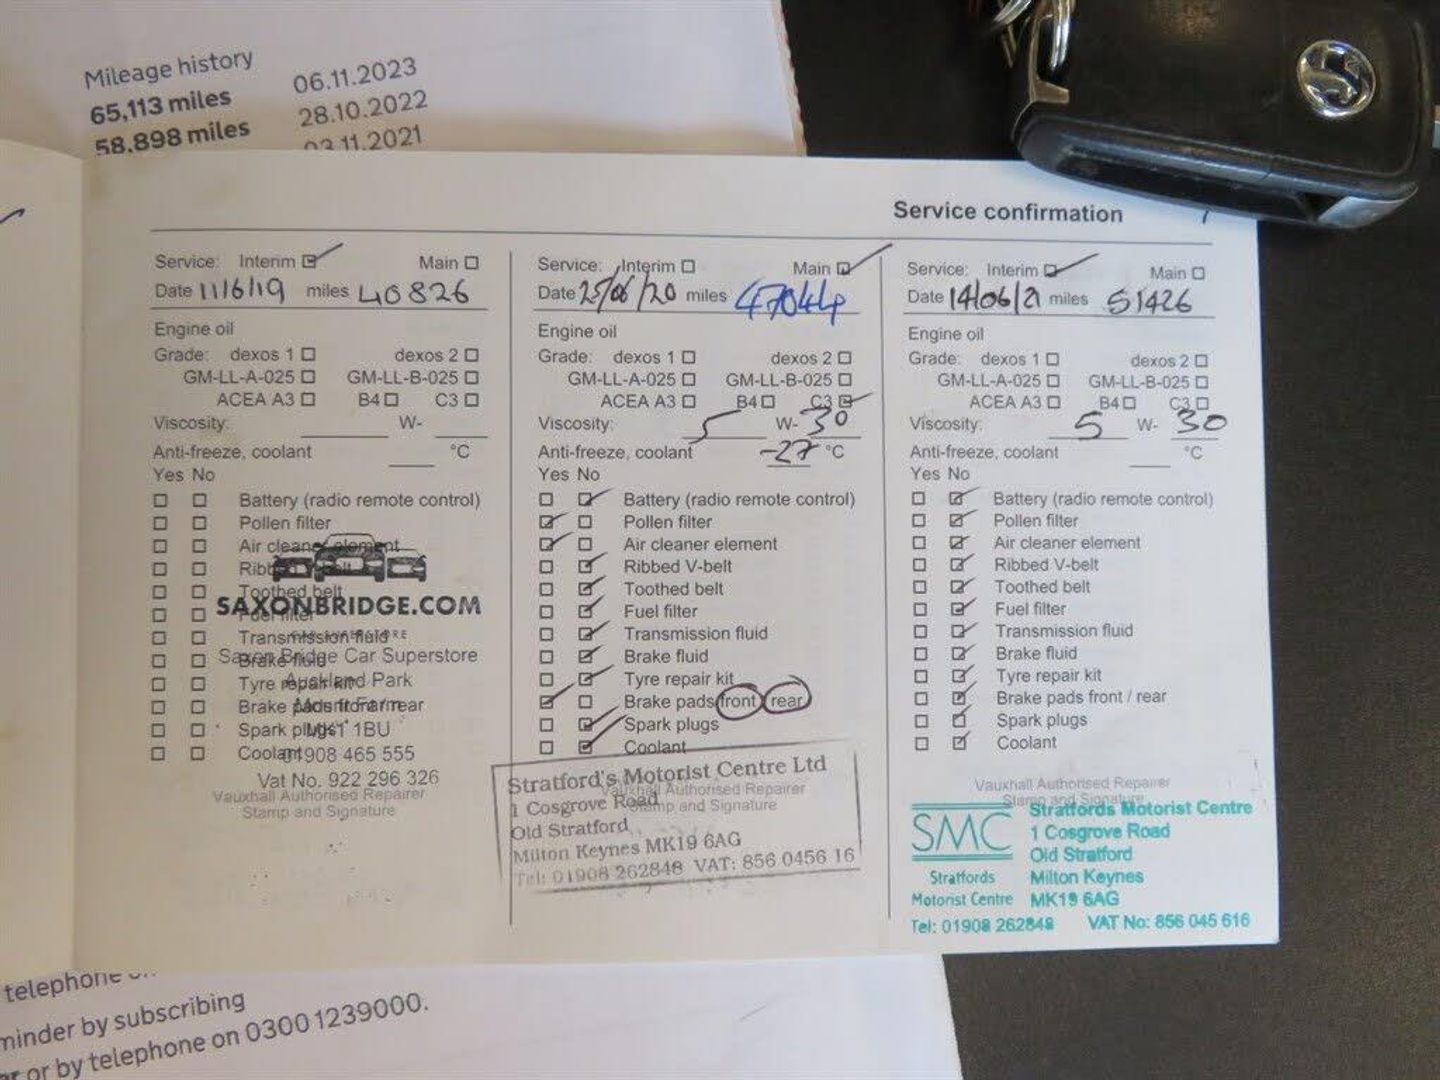 Mileage history
65,113 miles 06.11.2023
58,898 miles 28.10.2022
03.11.2021
Service confirmation
Service: Interim Main
Date 11/6/19 miles 40826
Engine oil
Grade: dexos 1 dexos 2
GM-LL-A-025 GM-LL-B-025
ACEA A3 B4 C3
Viscosity: W-
Anti-freeze, coolant °C
Yes No
Battery (radio remote control)
Pollen filter
Air cleaner element
Ribbed V-belt
Toothed belt
Fuel filter
Transmission fluid
Brake fluid
Tyre repair kit
Brake pads front / rear
Spark plugs
Coolant
SAXONBRIDGE.COM
CAR SUPERSTORE
Saxon Bridge Car Superstore
Auckland Park
Mount Farm
MK1 1BU
01908 465 555
Vat No. 922 296 326
Vauxhall Authorised Repairer
Stamp and Signature
Service: Interim Main
Date 25/06/20 miles 47044
Engine oil
Grade: dexos 1 dexos 2
GM-LL-A-025 GM-LL-B-025
ACEA A3 B4 C3
Viscosity: 5 W- 30
Anti-freeze, coolant -27 °C
Yes No
Battery (radio remote control)
Pollen filter
Air cleaner element
Ribbed V-belt
Toothed belt
Fuel filter
Transmission fluid
Brake fluid
Tyre repair kit
Brake pads front rear
Spark plugs
Coolant
Vauxhall Authorised Repairer
Stamp and Signature
Stratford's Motorist Centre Ltd
1 Cosgrove Road
Old Stratford
Milton Keynes MK19 6AG
Tel: 01908 262848 VAT: 856 0456 16
Service: Interim Main
Date 14/06/21 miles 51426
Engine oil
Grade: dexos 1 dexos 2
GM-LL-A-025 GM-LL-B-025
ACEA A3 B4 C3
Viscosity: 5 W- 30
Anti-freeze, coolant °C
Yes No
Battery (radio remote control)
Pollen filter
Air cleaner element
Ribbed V-belt
Toothed belt
Fuel filter
Transmission fluid
Brake fluid
Tyre repair kit
Brake pads front / rear
Spark plugs
Coolant
Vauxhall Authorised Repairer
Stamp and Signature
SMC
Stratfords
Motorist Centre
Stratfords Motorist Centre
1 Cosgrove Road
Old Stratford
Milton Keynes
MK19 6AG
Tel: 01908 262848 VAT No: 856 045 616
telephone
minder by subscribing
or by telephone on 0300 1239000.